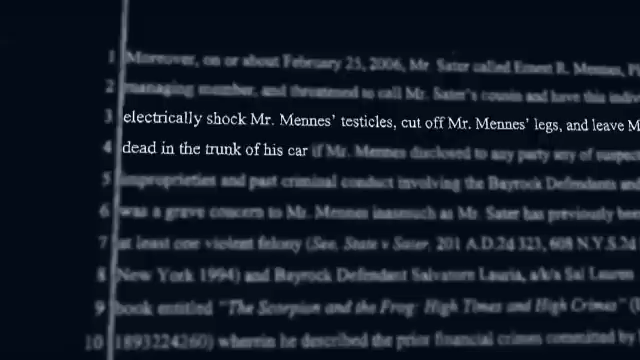 1 Moreover, on or about February 25, 2006, Mr. Sater called Ernest R. Mennes,
2 managing member, and threatened to call Mr. Sater's cousin and have this
3 electrically shock Mr. Mennes' testicles, cut off Mr. Mennes' legs, and leave M
4 dead in the trunk of his car if Mr. Mennes disclosed to any party any of
5 improprieties and past criminal conduct involving the Bayrock Defendants and
6 was a grave concern to Mr. Mennes inasmuch as Mr. Sater has previously
7 at least one violent felony (See, State v Sater, 201 A.D.2d 323, 608 N.Y.S.2d
8 New York 1994) and Bayrock Defendant Salvatore Lauria, a/k/a Sal Lauria
9 book entitled "The Scorpion and the Frog: High Times and High Crimes"
10 1893224260) wherein he described the prior financial crimes committed by